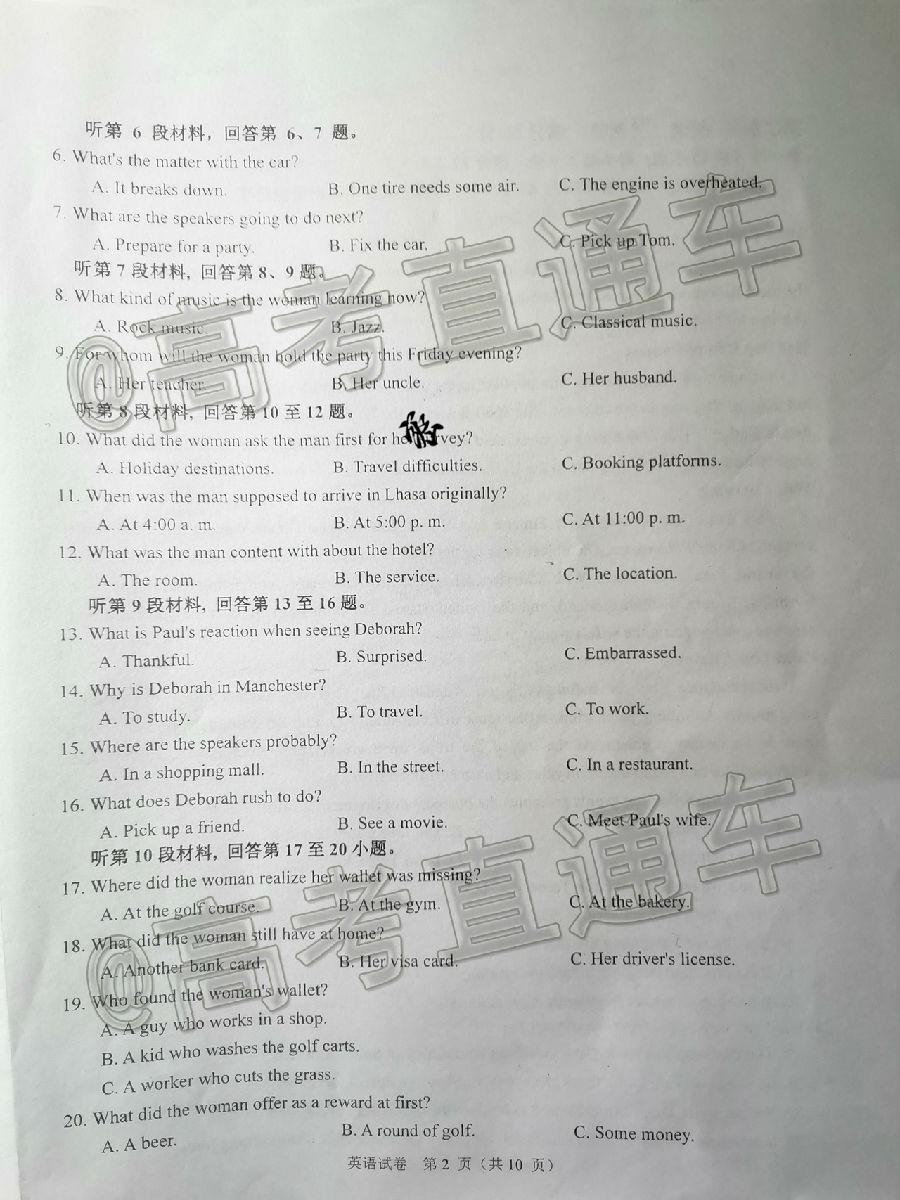 听第 6 段材料，回答第 6、7 题。
6. What's the matter with the car?
A. It breaks down. B. One tire needs some air. C. The engine is overheated.
7. What are the speakers going to do next?
A. Prepare for a party. B. Fix the car. C. Pick up Tom.
听第 7 段材料, 回答第 8、9 题。
8. What kind of music is the woman learning now?
A. Rock music. B. Jazz. C. Classical music.
9. For whom will the woman hold the party this Friday evening?
A. Her teacher. B. Her uncle. C. Her husband.
听第 8 段材料, 回答第 10 至 12 题。
10. What did the woman ask the man first for
A. Holiday destinations. B. Travel difficulties. C. Booking platforms.
11. When was the man supposed to arrive in Lhasa originally?
A. At 4:00 a. m. B. At 5:00 p. m. C. At 11:00 p. m.
12. What was the man content with about the hotel?
A. The room. B. The service. C. The location.
听第 9 段材料, 回答第 13 至 16 题。
13. What is Paul's reaction when seeing Deborah?
A. Thankful. B. Surprised. C. Embarrassed.
14. Why is Deborah in Manchester?
A. To study. B. To travel. C. To work.
15. Where are the speakers probably?
A. In a shopping mall. B. In the street. C. In a restaurant.
16. What does Deborah rush to do?
A. Pick up a friend. B. See a movie. C. Meet Paul's wife.
听第 10 段材料, 回答第 17 至 20 小题。
17. Where did the woman realize her wallet was missing?
A. At the golf course. B. At the gym. C. At the bakery.
18. What did the woman still have at home?
A. Another bank card. B. Her visa card. C. Her driver's license.
19. Who found the woman's wallet?
A. A guy who works in a shop.
B. A kid who washes the golf carts.
C. A worker who cuts the grass.
20. What did the woman offer as a reward at first?
A. A beer. B. A round of golf. C. Some money.
英语试卷 第 2 页（共 10 页）
@高考直通车
@高考直通车